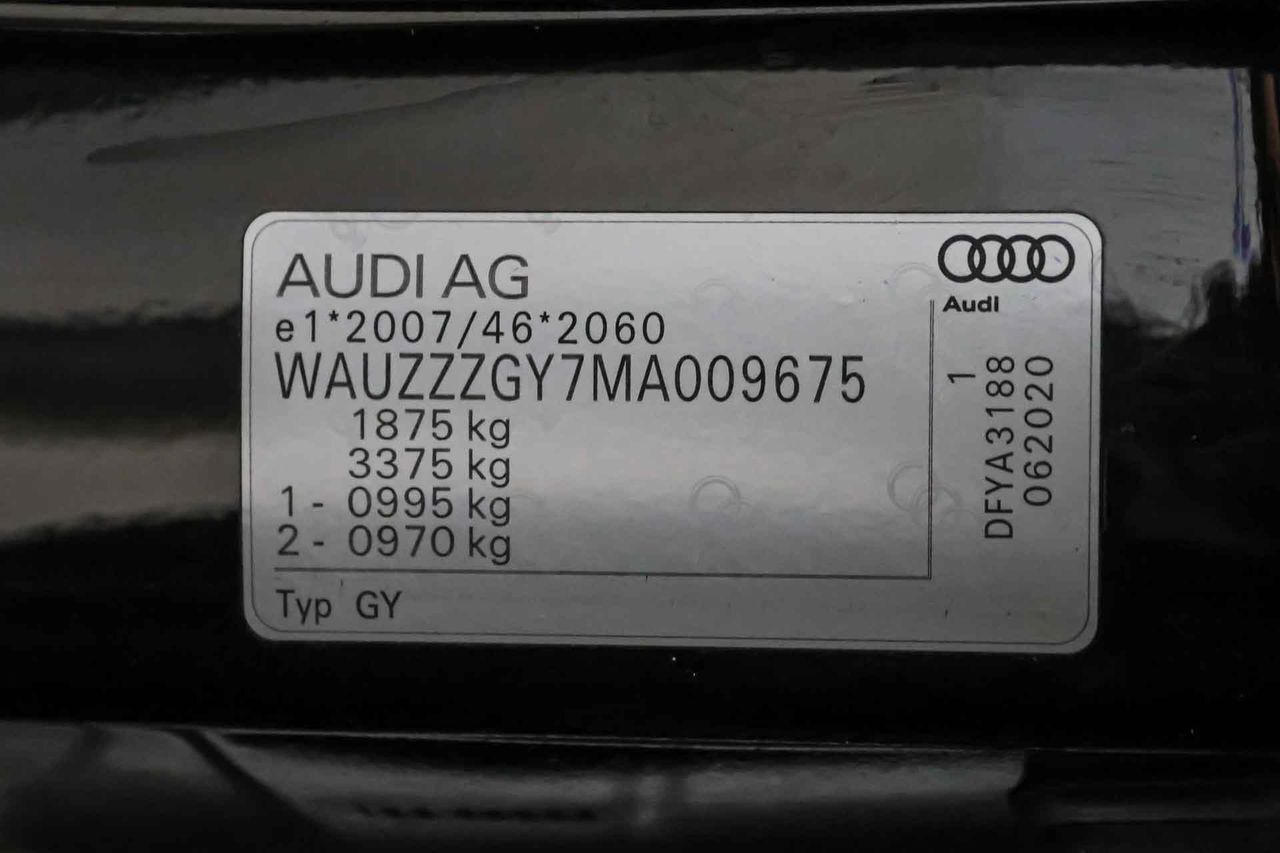 AUDI AG
e1*2007/46*2060
WAUZZZGY7MA009675
1875 kg
3375 kg
1 - 0995 kg
2 - 0970 kg
Typ GY
Audi
1
DFYA3188
062020